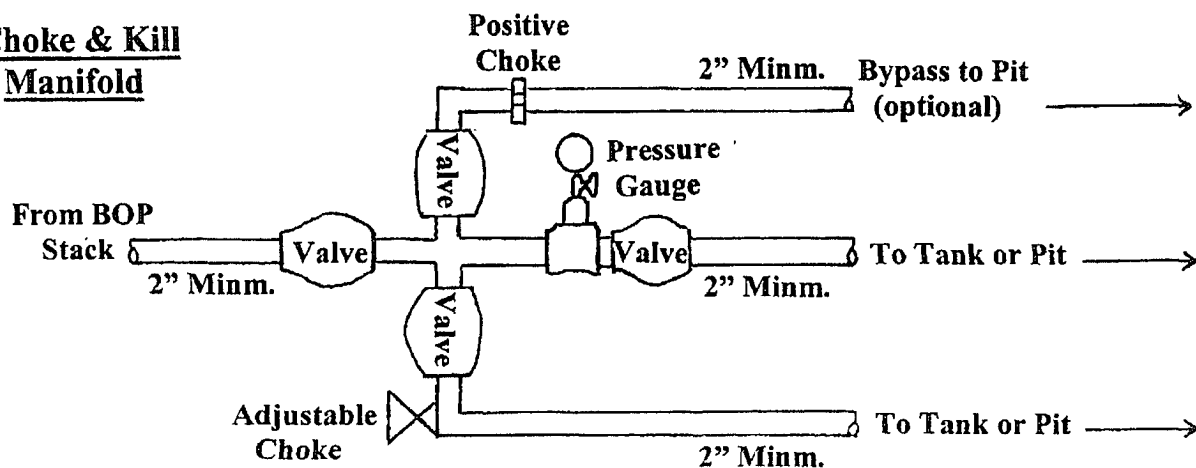 Choke & Kill
Manifold
Positive
Choke
2” Minm.
Bypass to Pit
(optional)
Valve
Pressure
Gauge
From BOP
Stack
Valve
Valve
To Tank or Pit
2” Minm.
2” Minm.
Valve
Adjustable
Choke
To Tank or Pit
2” Minm.